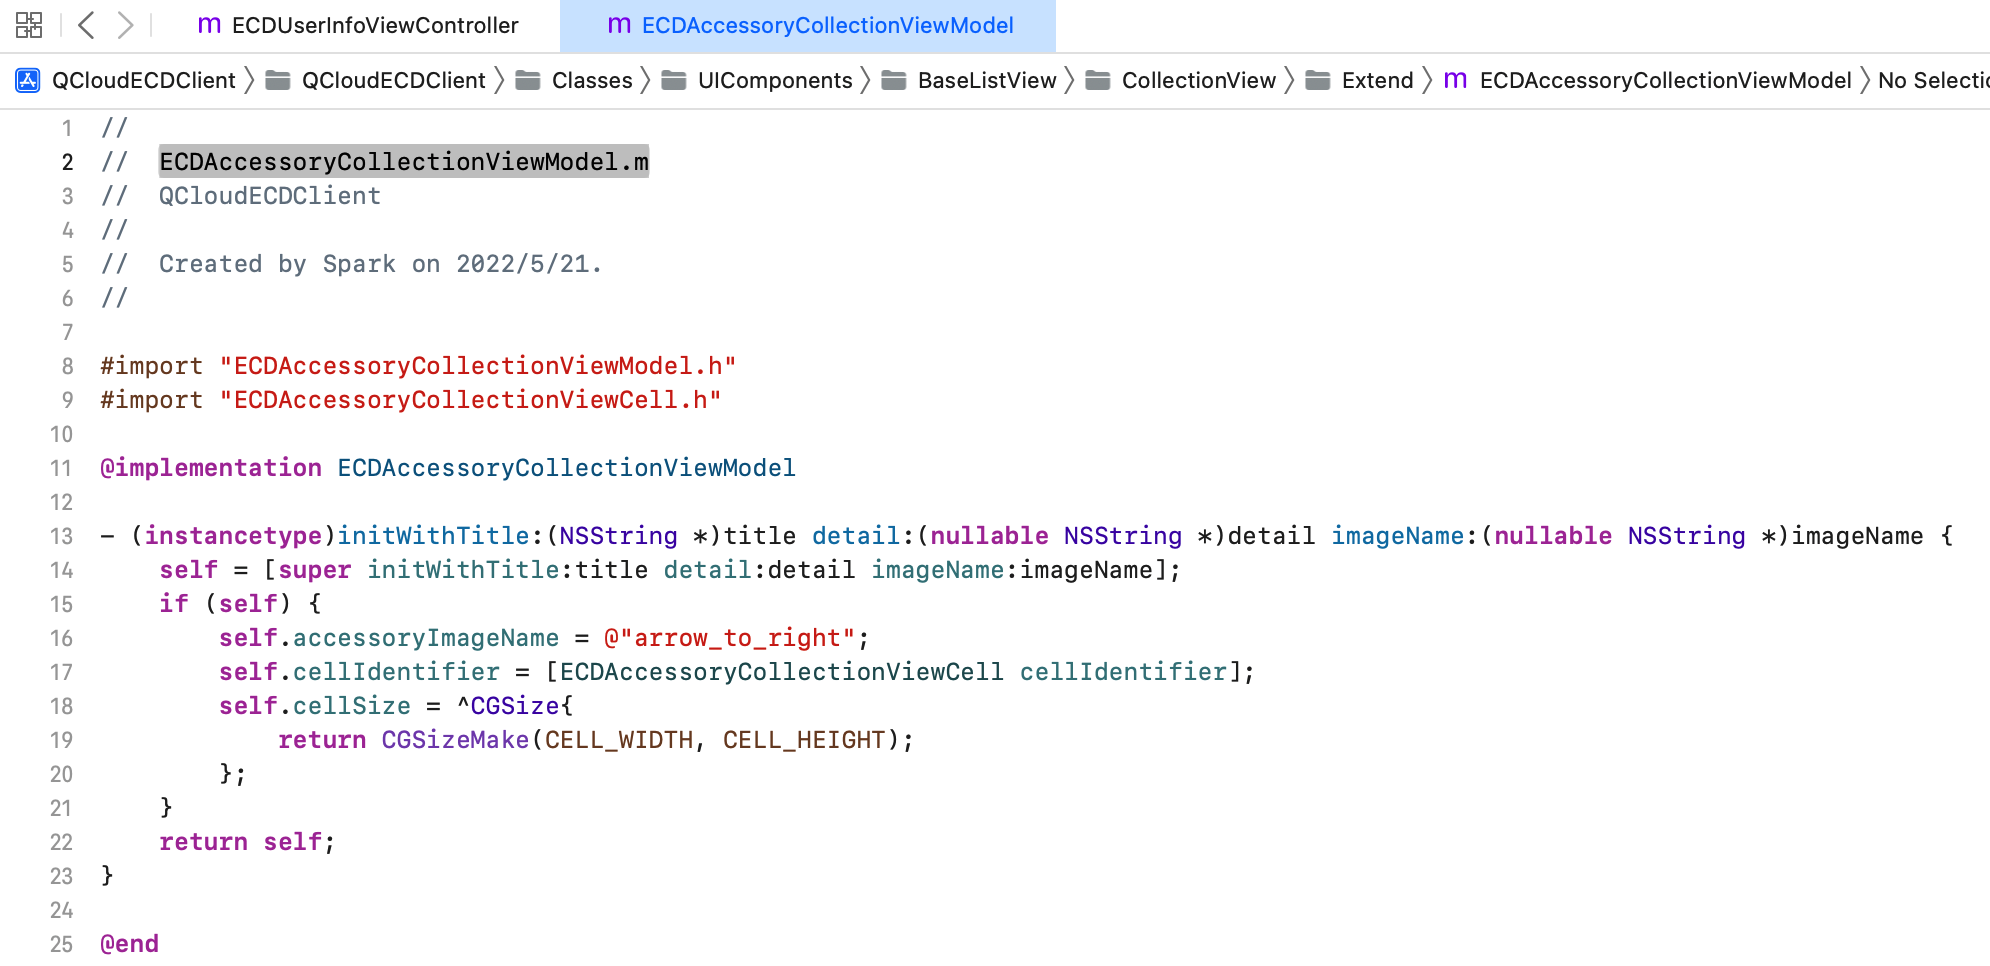 m ECDUserInfoViewController m ECDAccessoryCollectionViewModel
QCloudECDClient QCloudECDClient Classes UIComponents BaseListView CollectionView Extend m ECDAccessoryCollectionViewModel No Selectio
1 //
2 //  ECDAccessoryCollectionViewModel.m
3 //  QCloudECDClient
4 //
5 //  Created by Spark on 2022/5/21.
6 //
7
8 #import "ECDAccessoryCollectionViewModel.h"
9 #import "ECDAccessoryCollectionViewCell.h"
10
11 @implementation ECDAccessoryCollectionViewModel
12
13 - (instancetype)initWithTitle:(NSString *)title detail:(nullable NSString *)detail imageName:(nullable NSString *)imageName {
14     self = [super initWithTitle:title detail:detail imageName:imageName];
15     if (self) {
16         self.accessoryImageName = @"arrow_to_right";
17         self.cellIdentifier = [ECDAccessoryCollectionViewCell cellIdentifier];
18         self.cellSize = ^CGSize{
19             return CGSizeMake(CELL_WIDTH, CELL_HEIGHT);
20         };
21     }
22     return self;
23 }
24
25 @end